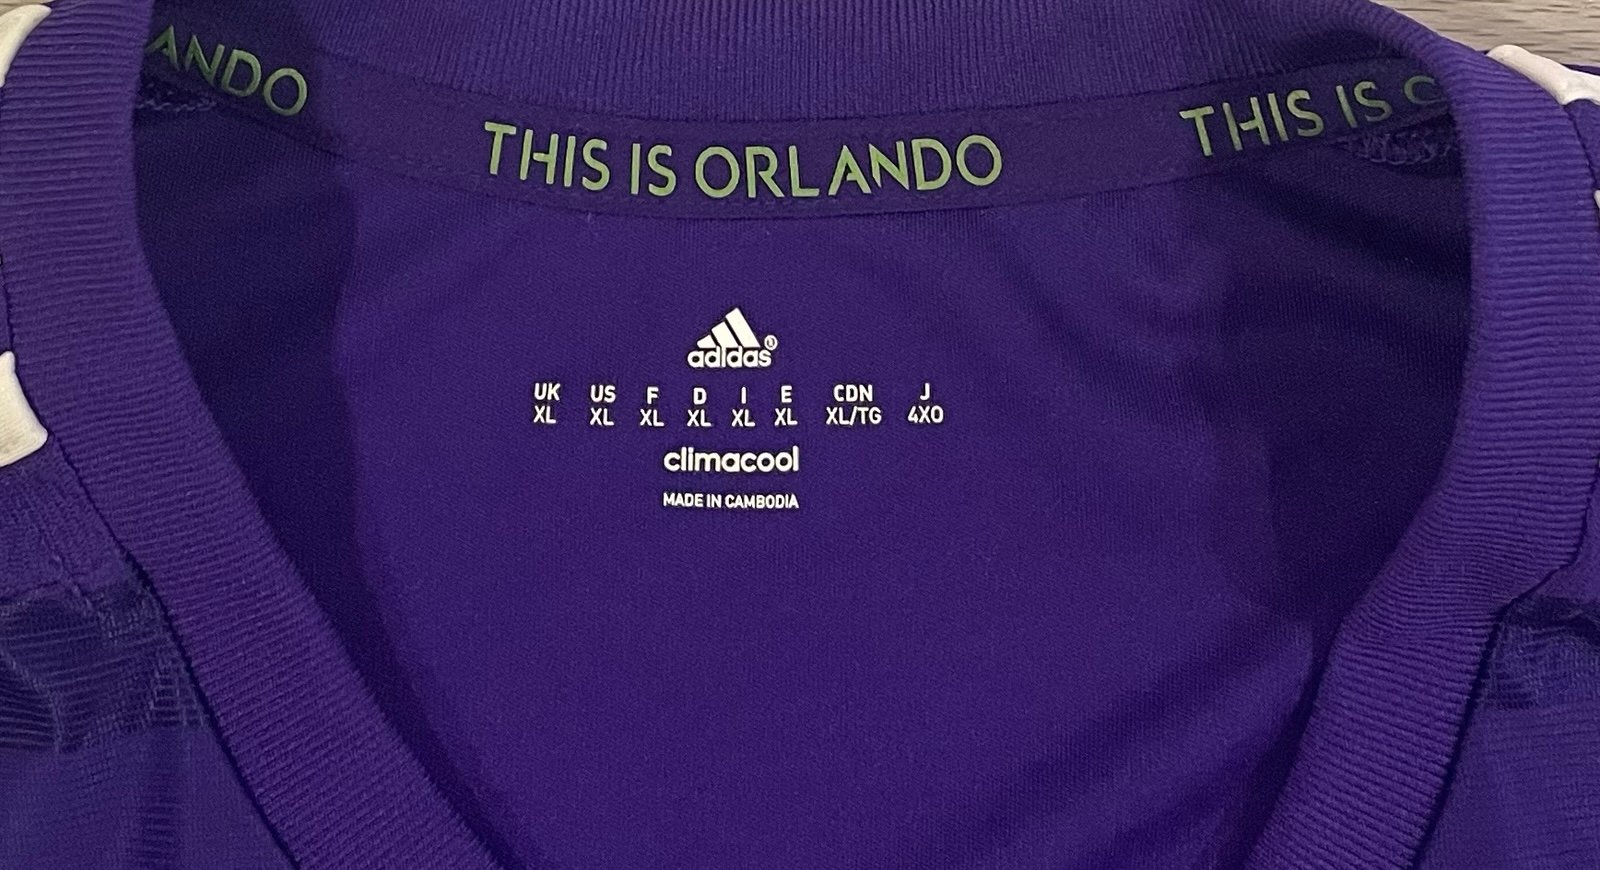 ANDO
THIS IS ORLANDO
THIS IS
adidas®
UK US F D I E CDN J
XL XL XL XL XL XL XL/TG 4XO
climacool
MADE IN CAMBODIA